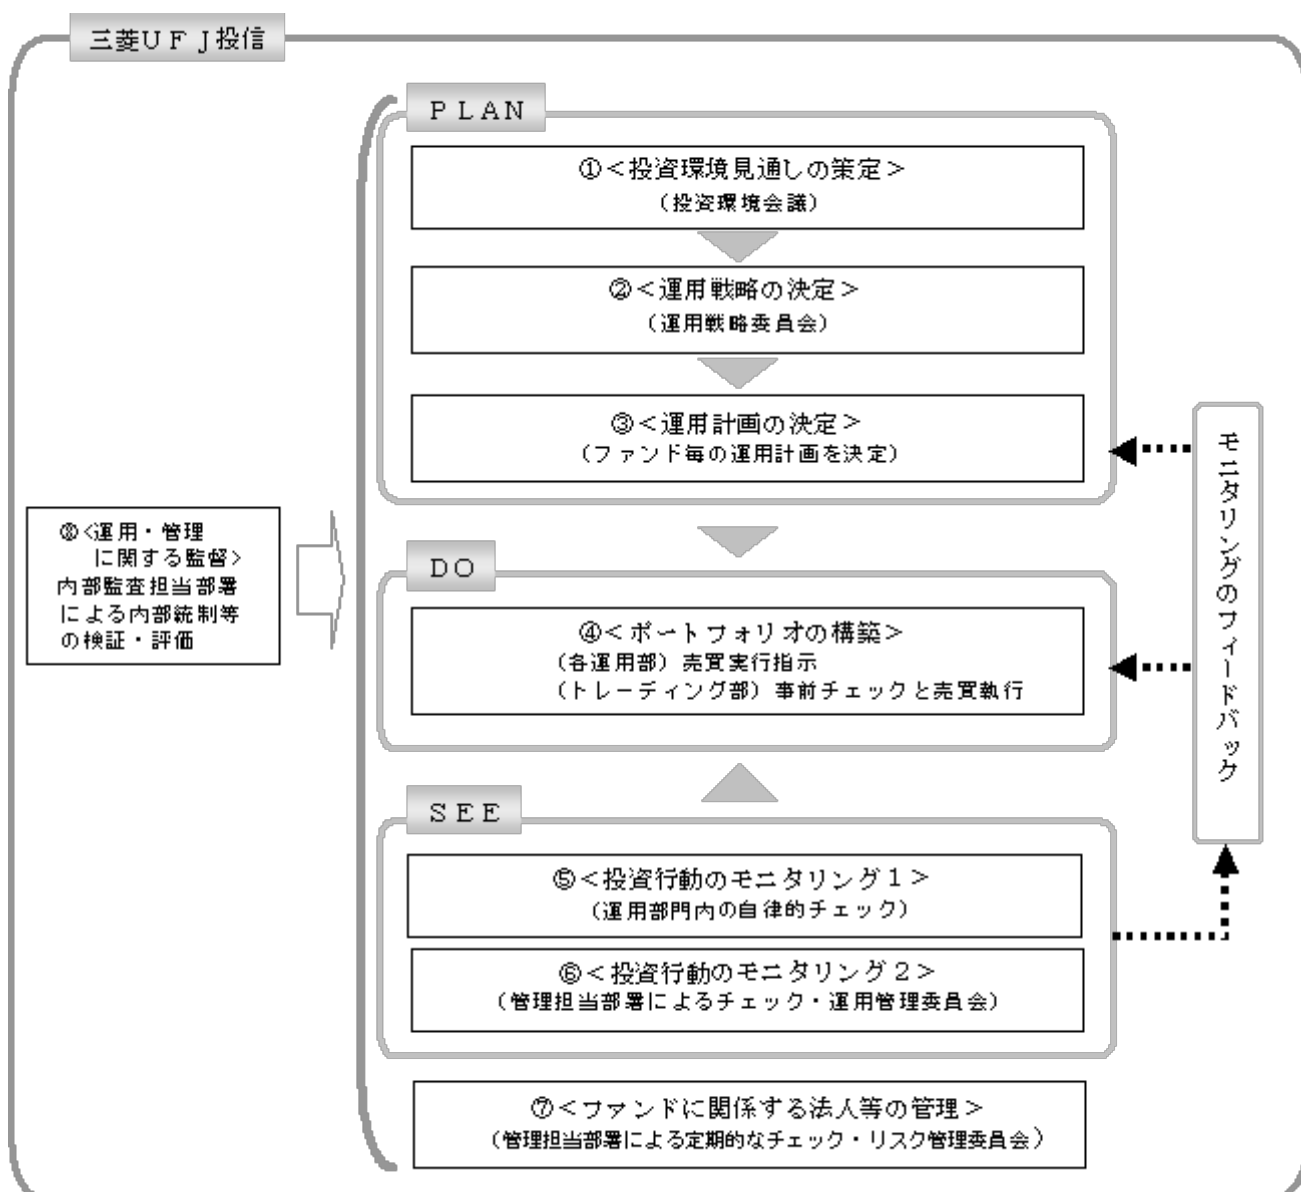 三菱ＵＦＪ投信
ＰＬＡＮ
①＜投資環境見通しの策定＞
（投資環境会議）
②＜運用戦略の決定＞
（運用戦略委員会）
③＜運用計画の決定＞
（ファンド毎の運用計画を決定）
⑧＜運用・管理
に関する監督＞
内部監査担当部署
による内部統制等
の検証・評価
ＤＯ
④＜ポートフォリオの構築＞
（各運用部）売買実行指示
（トレーディング部）事前チェックと売買執行
ＳＥＥ
⑤＜投資行動のモニタリング１＞
（運用部門内の自律的チェック）
⑥＜投資行動のモニタリング２＞
（管理担当部署によるチェック・運用管理委員会）
⑦＜ファンドに関係する法人等の管理＞
（管理担当部署による定期的なチェック・リスク管理委員会）
モニタリングのフィードバック